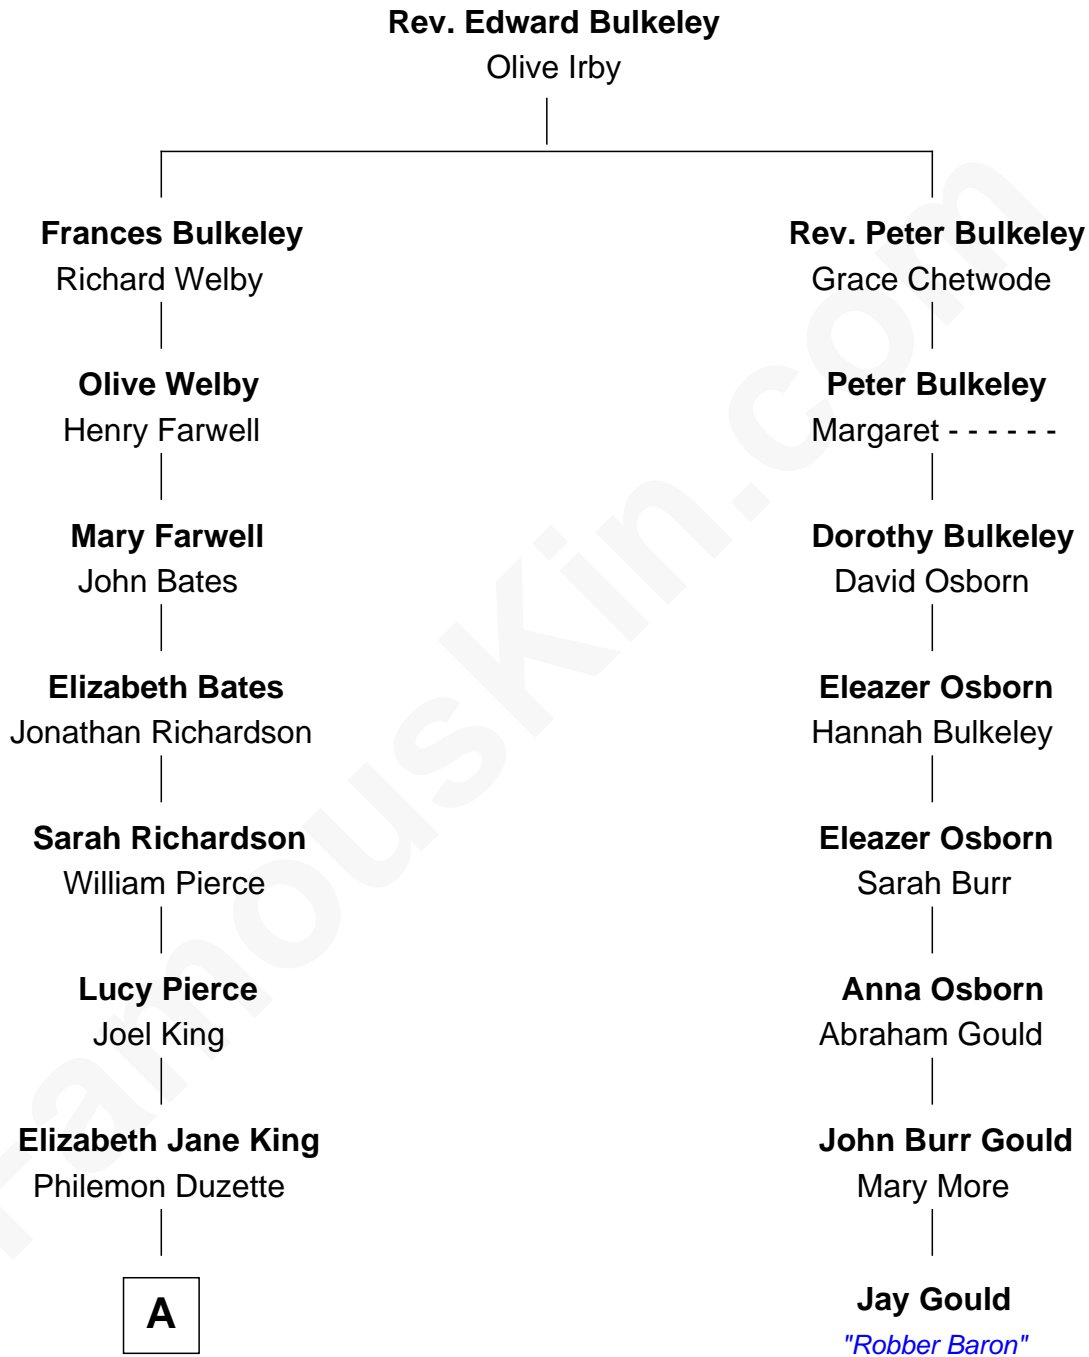 Rev. Edward Bulkeley
Olive Irby
Frances Bulkeley
Richard Welby
Olive Welby
Henry Farwell
Mary Farwell
John Bates
Elizabeth Bates
Jonathan Richardson
Sarah Richardson
William Pierce
Lucy Pierce
Joel King
Elizabeth Jane King
Philemon Duzette
A
Rev. Peter Bulkeley
Grace Chetwode
Peter Bulkeley
Margaret - - - - - -
Dorothy Bulkeley
David Osborn
Eleazer Osborn
Hannah Bulkeley
Eleazer Osborn
Sarah Burr
Anna Osborn
Abraham Gould
John Burr Gould
Mary More
Jay Gould
"Robber Baron"
FamousKin.com